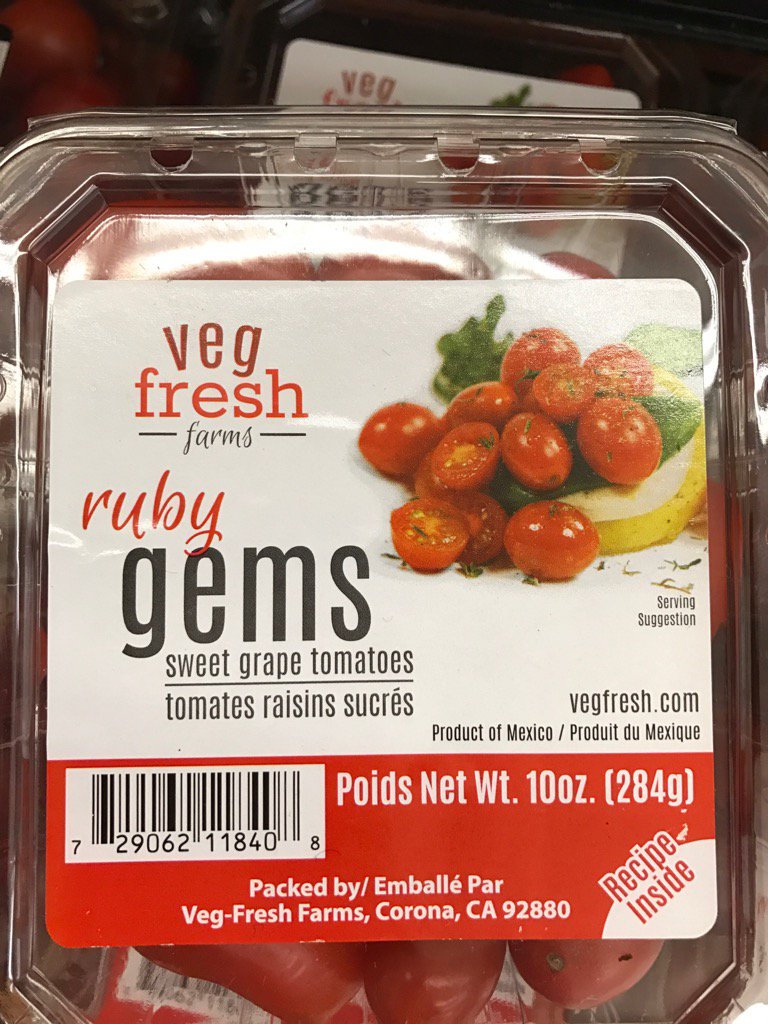 veg
veg
fresh
farms
ruby
gems
sweet grape tomatoes
tomates raisins sucrés
Serving
Suggestion
vegfresh.com
Product of Mexico / Produit du Mexique
Poids Net Wt. 10oz. (284g)
7 29062 11840 8
Recipe
Inside
Packed by/ Emballé Par
Veg-Fresh Farms, Corona, CA 92880